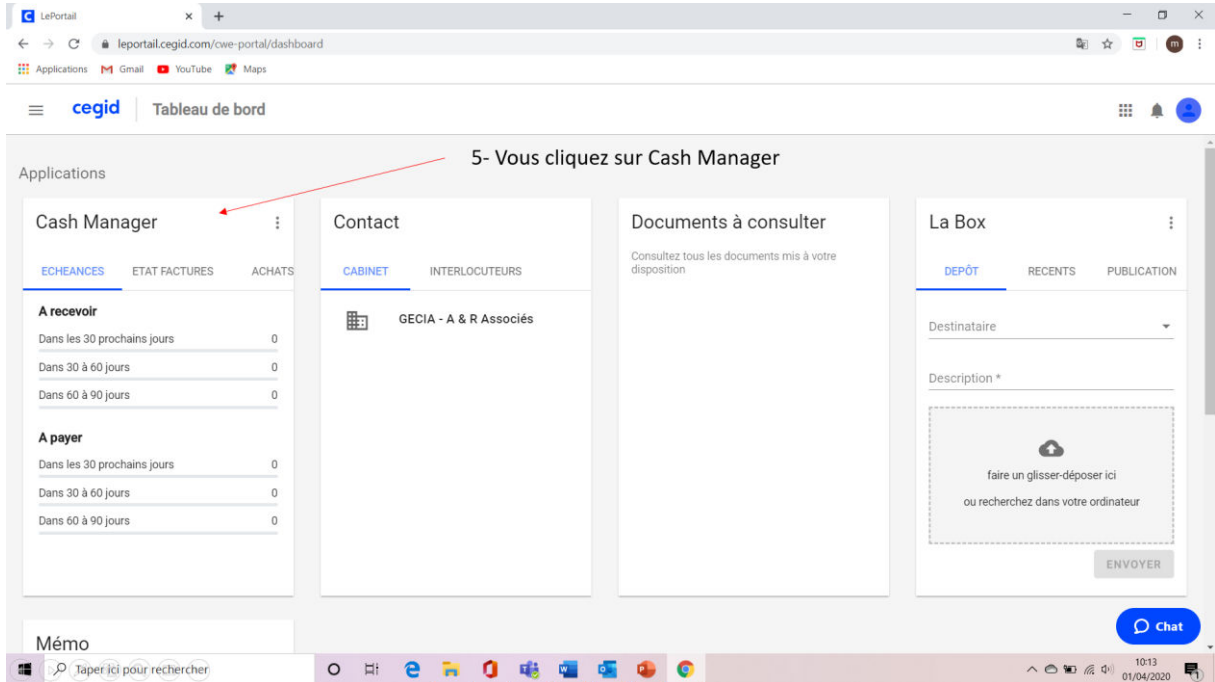 LePortail
leportail.cegid.com/cwe-portal/dashboard
m
Applications Gmail YouTube Maps
cegid Tableau de bord
5- Vous cliquez sur Cash Manager
Applications
Cash Manager
ECHEANCES ETAT FACTURES ACHATS
A recevoir
Dans les 30 prochains jours 0
Dans 30 à 60 jours 0
Dans 60 à 90 jours 0
A payer
Dans les 30 prochains jours 0
Dans 30 à 60 jours 0
Dans 60 à 90 jours 0
Contact
CABINET INTERLOCUTEURS
GECIA - A & R Associés
Documents à consulter
Consultez tous les documents mis à votre
disposition
La Box
DEPÔT RECENTS PUBLICATION
Destinataire
Description *
faire un glisser-déposer ici
ou recherchez dans votre ordinateur
ENVOYER
Mémo
Chat
Taper ici pour rechercher
10:13
01/04/2020